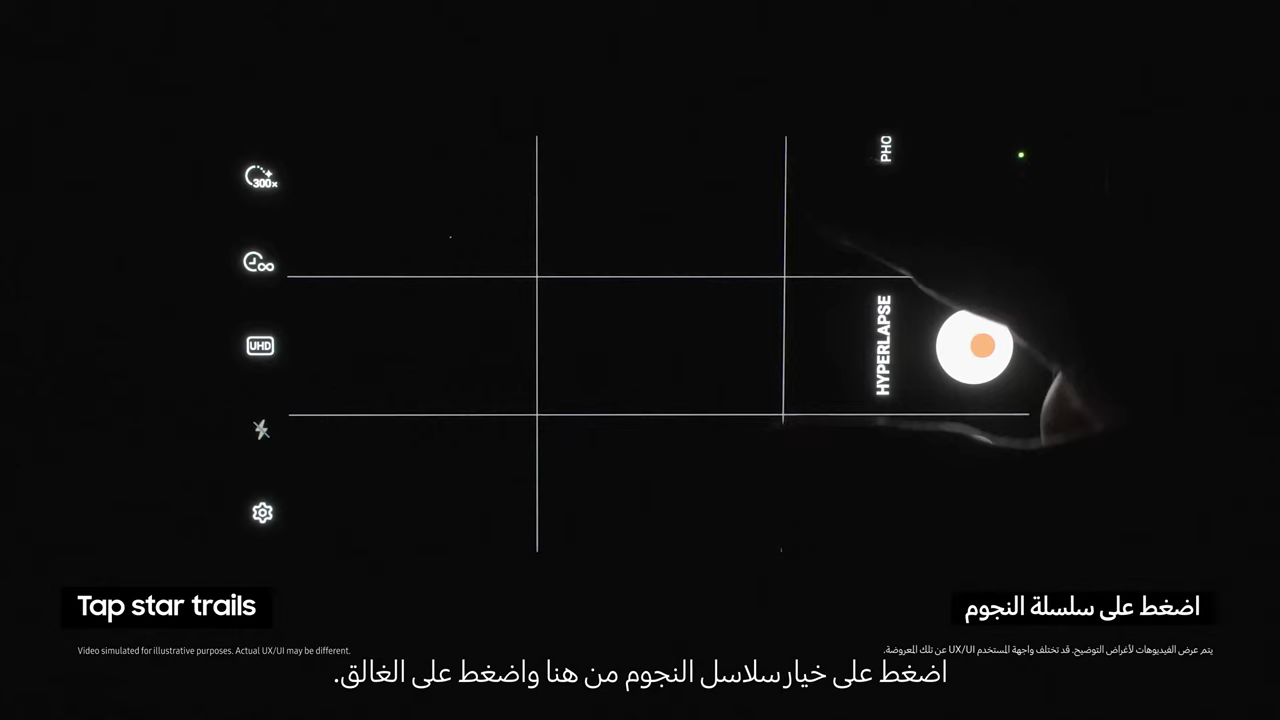 PHO
300x
UHD
HYPERLAPSE
Tap star trails
اضغط على سلسلة النجوم
Video simulated for illustrative purposes. Actual UX/UI may be different.
يتم عرض الفيديوهات لأغراض التوضيح. قد تختلف واجهة المستخدم UX/UI عن تلك المعروضة.
اضغط على خيار سلاسل النجوم من هنا واضغط على الغالق.